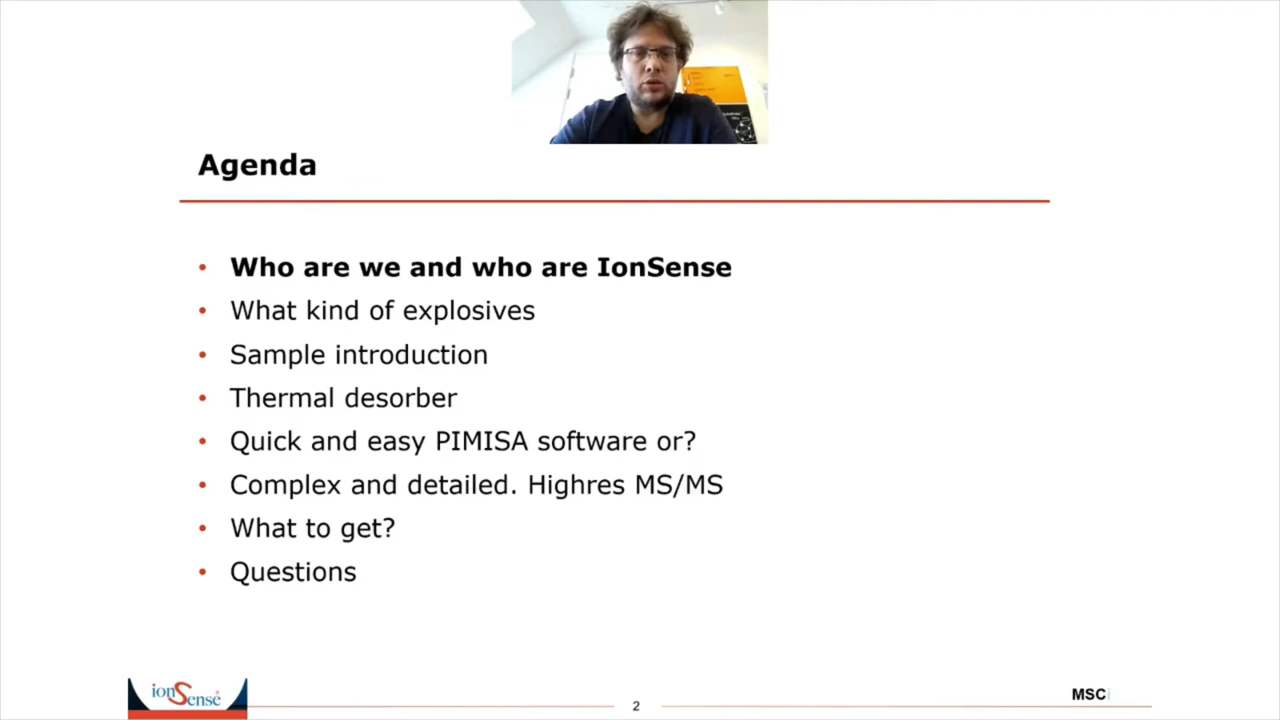 Agenda
• Who are we and who are IonSense
• What kind of explosives
• Sample introduction
• Thermal desorber
• Quick and easy PIMISA software or?
• Complex and detailed. Highres MS/MS
• What to get?
• Questions
ionSense
2
MSC